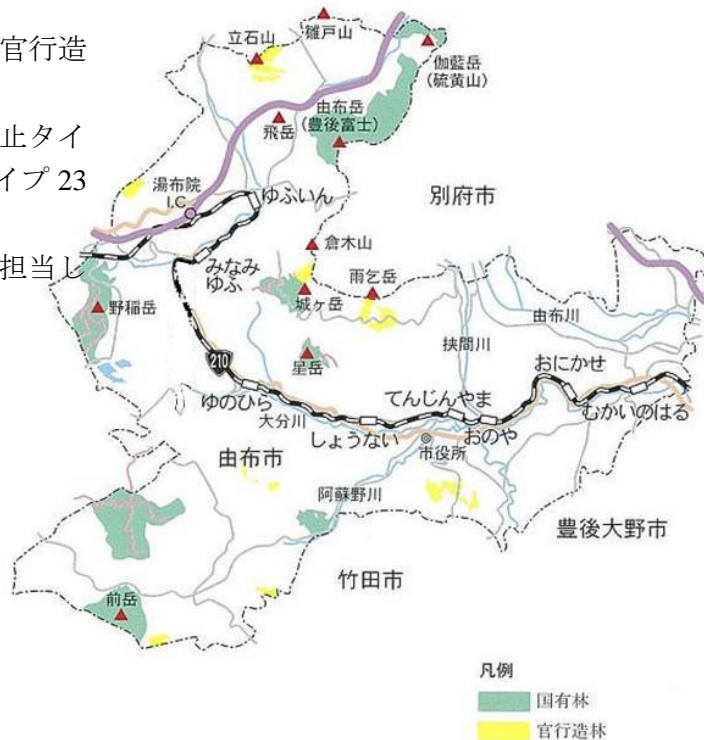 官行造
止タイ
イプ 23
担当し
立石山
雛戸山
伽藍岳
(硫黄山)
由布岳
(豊後富士)
飛岳
湯布院
I.C
ゆふいん
別府市
倉木山
みなみ
ゆふ
雨乞岳
城ヶ岳
野稲岳
由布川
挾間川
210
星岳
おにかせ
ゆのひら
てんじんやま
むかいのはる
大分川
しょうない
おのや
市役所
由布市
阿蘇野川
豊後大野市
竹田市
前岳
凡例
国有林
官行造林